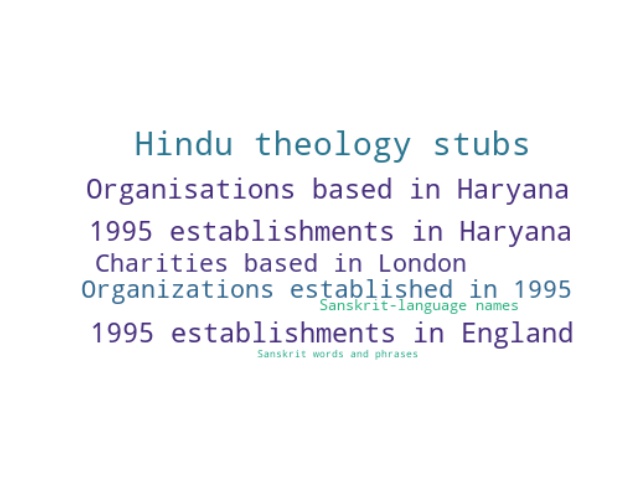 Hindu theology stubs
Organisations based in Haryana
1995 establishments in Haryana
Charities based in London
Organizations established in 1995
Sanskrit-language names
1995 establishments in England
Sanskrit words and phrases